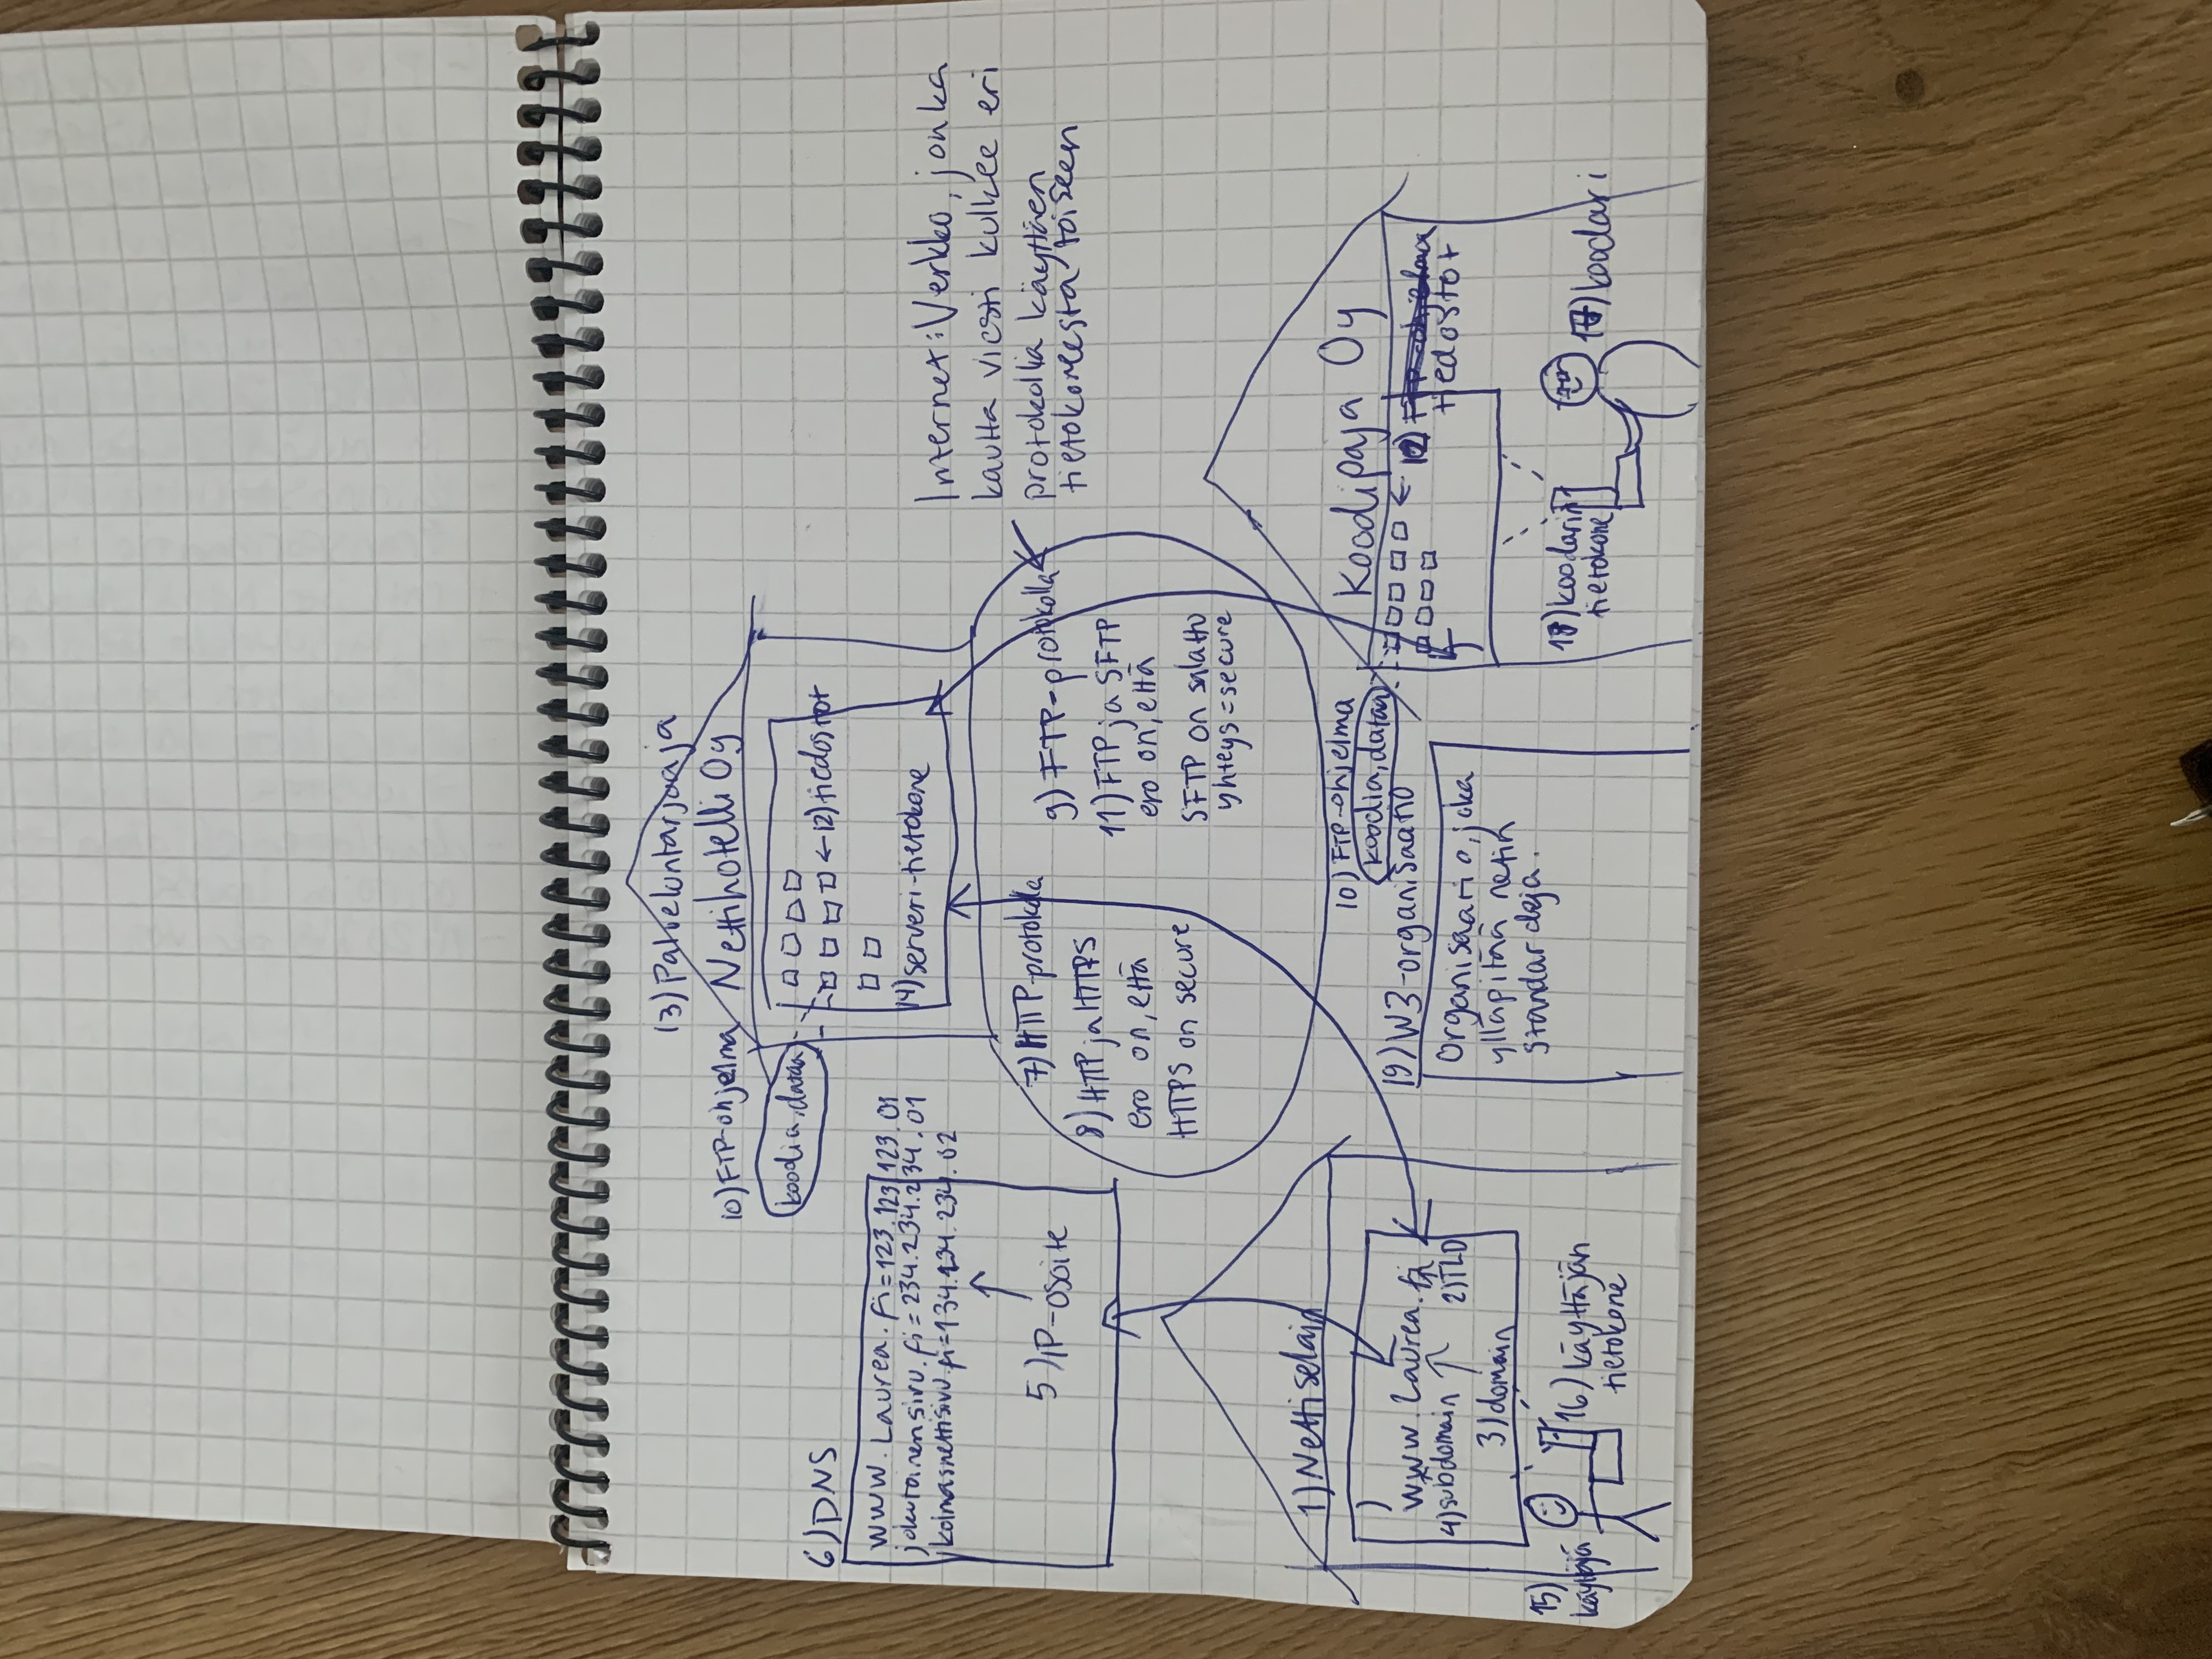 13) Palveluntarjoaja
Nettihotelli Oy
10) FTP-ohjelma
koodia, dataa
←12) tiedostot
14) serveri-tietokone
6) DNS
www.Laurea.fi=123.123.123.01
jokutoinensivu.fi=234.234.234.01
kolmasnettisivu.fi=134.134.234.02
5) IP-osoite
Internet: Verkko, jonka
kautta viesti kulkee eri
protokollia käyttäen
tietokoneesta toiseen
7) HTTP-protokolla
8) HTTP ja HTTPS
ero on, että
HTTPS on secure
9) FTP-protokolla
11) FTP ja SFTP
ero on, että
SFTP on salattu
yhteys=secure
1) Nettiselain
www.Laurea.fi
4) subdomain
2) TLD
3) domain
15)
käyttäjä
16) käyttäjän
tietokone
19) W3-organisaatio
Organisaatio, joka
ylläpitää netin
standardeja.
10) FTP-ohjelma
koodia, dataa
Koodipaja Oy
← 12) FTP-ohjelma
tiedostot
18) koodarin
tietokone
17) koodari